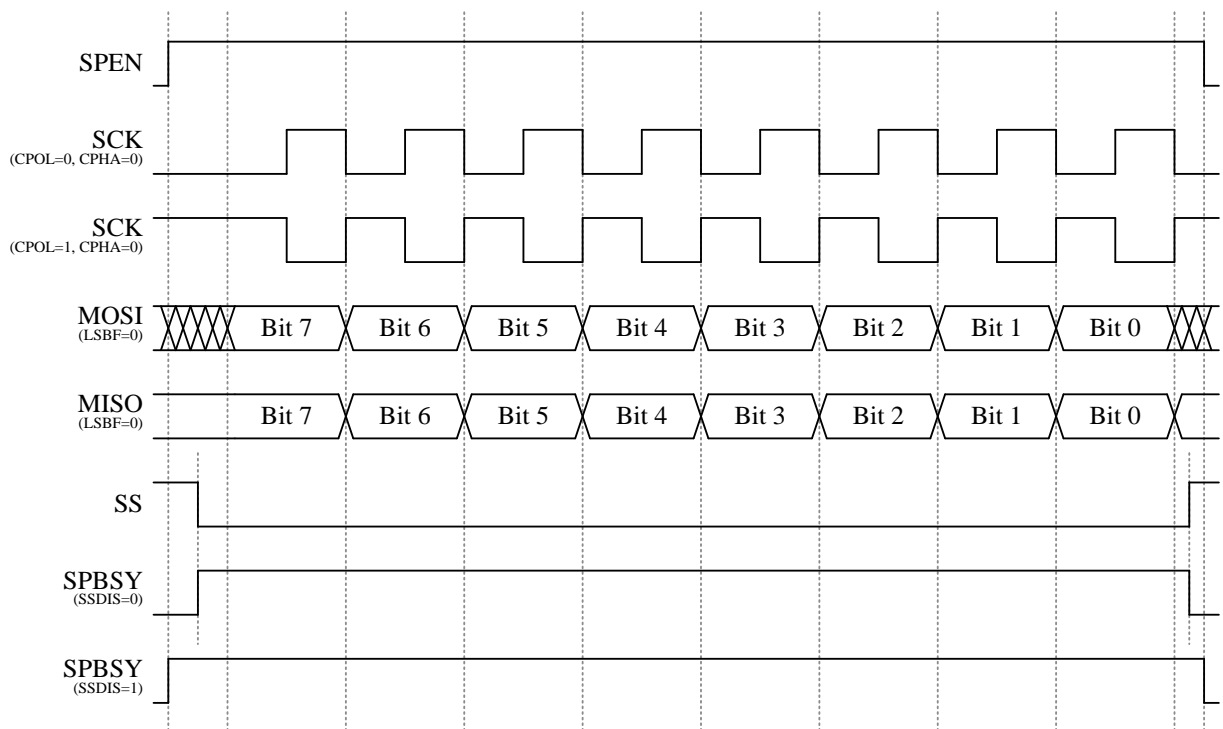 SPEN
SCK
(CPOL=0, CPHA=0)
SCK
(CPOL=1, CPHA=0)
MOSI
(LSBF=0)
Bit 7 Bit 6 Bit 5 Bit 4 Bit 3 Bit 2 Bit 1 Bit 0
MISO
(LSBF=0)
Bit 7 Bit 6 Bit 5 Bit 4 Bit 3 Bit 2 Bit 1 Bit 0
SS
SPBSY
(SSDIS=0)
SPBSY
(SSDIS=1)